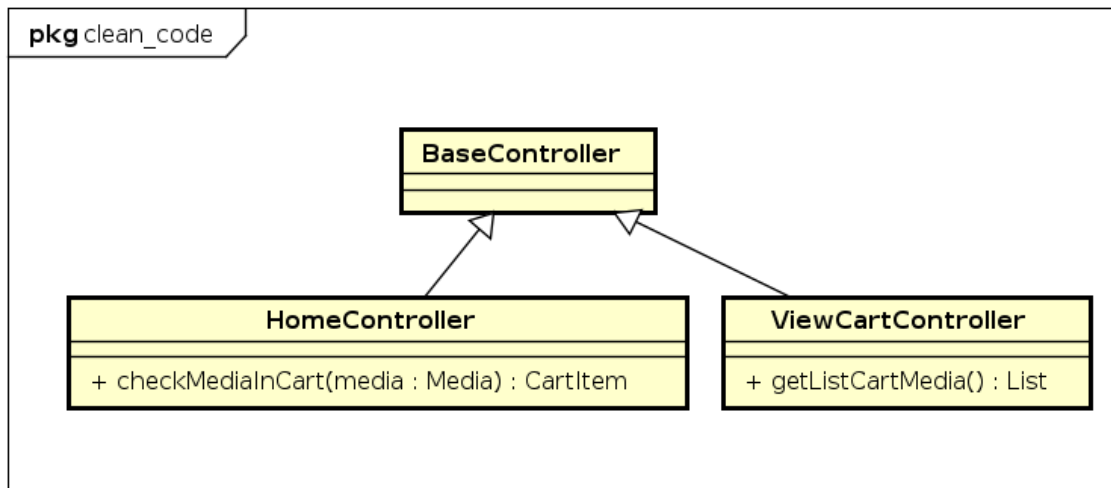 pkg clean_code
BaseController
HomeController
+ checkMediaInCart(media : Media) : CartItem
ViewCartController
+ getListCartMedia() : List